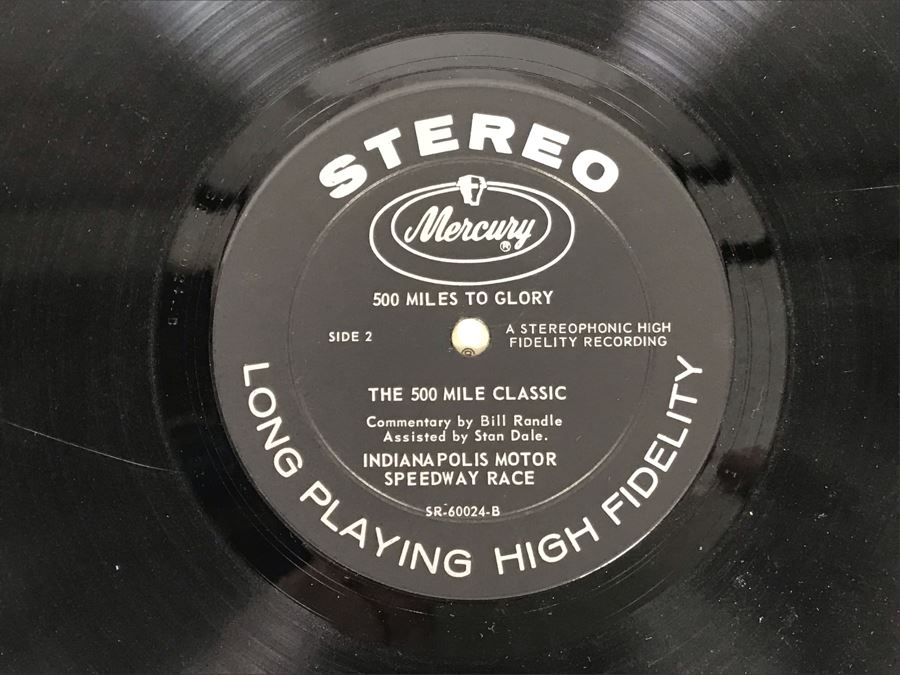 STEREO
Mercury
®
500 MILES TO GLORY
SIDE 2
A STEREOPHONIC HIGH
FIDELITY RECORDING
THE 500 MILE CLASSIC
Commentary by Bill Randle
Assisted by Stan Dale.
INDIANAPOLIS MOTOR
SPEEDWAY RACE
SR-60024-B
LONG PLAYING HIGH FIDELITY